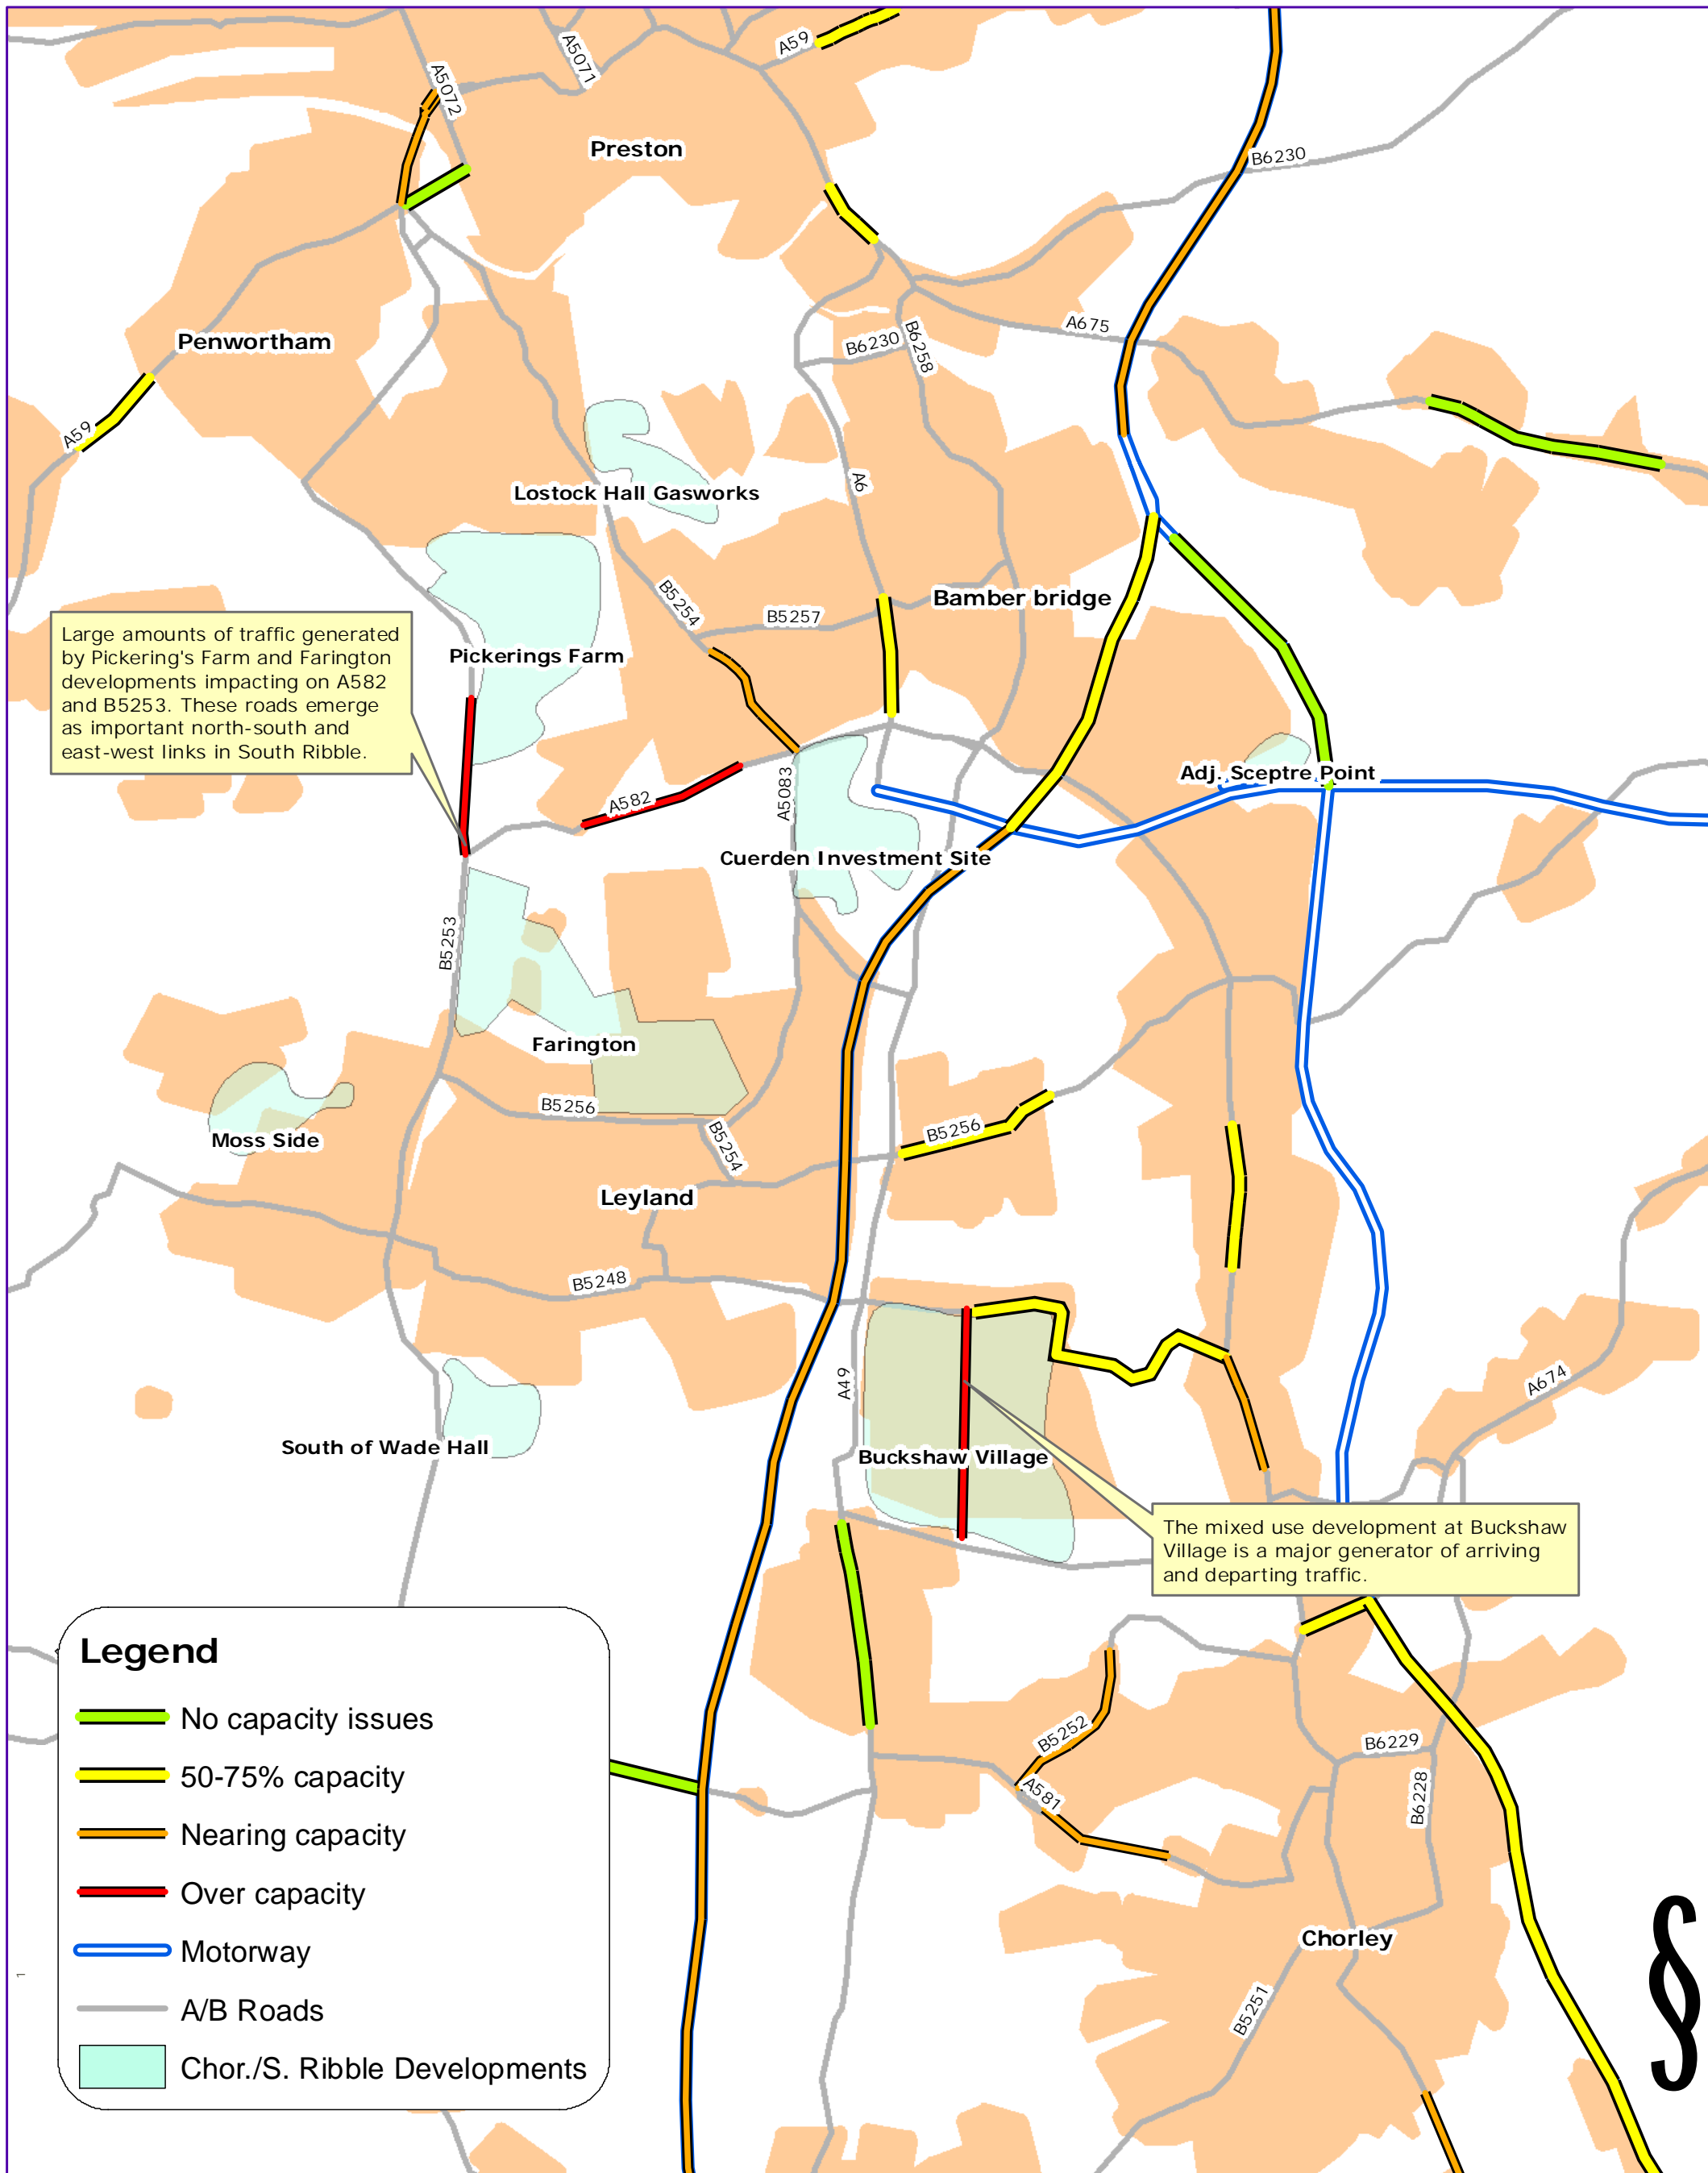 A59
A5071
A5072
Preston
B6230
A675
B6230
B6258
Penwortham
A59
A6
Lostock Hall Gasworks
B5254
B5257
Bamber bridge
Large amounts of traffic generated
by Pickering's Farm and Farington
developments impacting on A582
and B5253. These roads emerge
as important north-south and
east-west links in South Ribble.
Pickerings Farm
A582
A5083
Adj. Sceptre Point
Cuerden Investment Site
B5253
Farington
B5256
B5256
Moss Side
B5254
Leyland
B5248
A49
A674
South of Wade Hall
Buckshaw Village
The mixed use development at Buckshaw
Village is a major generator of arriving
and departing traffic.
Legend
No capacity issues
50-75% capacity
Nearing capacity
Over capacity
Motorway
A/B Roads
Chor./S. Ribble Developments
B5252
A581
B6229
B6228
Chorley
B5251
§
1